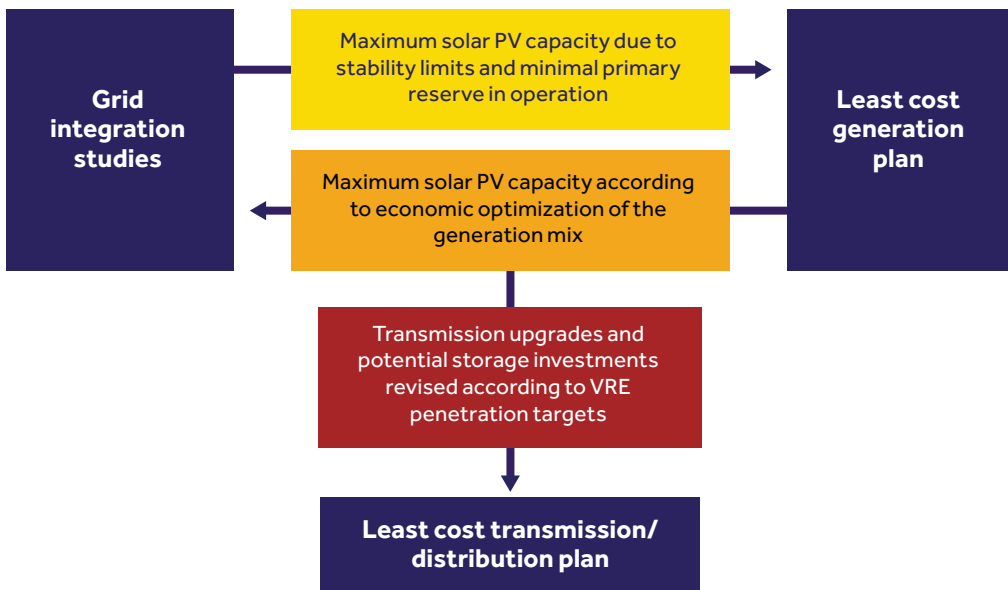 Grid
integration
studies
Maximum solar PV capacity due to
stability limits and minimal primary
reserve in operation
Least cost
generation
plan
Maximum solar PV capacity according
to economic optimization of the
generation mix
Transmission upgrades and
potential storage investments
revised according to VRE
penetration targets
Least cost transmission/
distribution plan